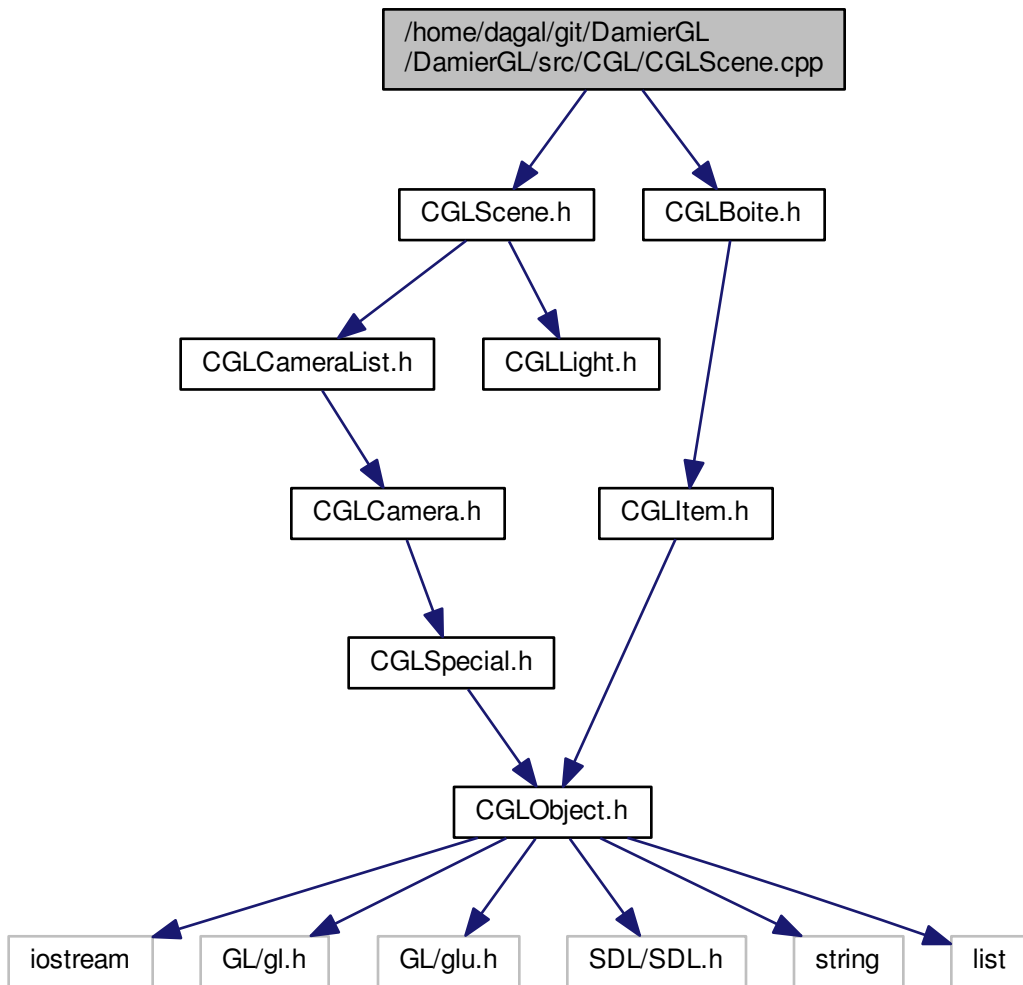 /home/dagal/git/DamierGL
/DamierGL/src/CGL/CGLScene.cpp
CGLScene.h
CGLBoite.h
CGLCameraList.h
CGLLight.h
CGLCamera.h
CGLItem.h
CGLSpecial.h
CGLObject.h
iostream
GL/gl.h
GL/glu.h
SDL/SDL.h
string
list